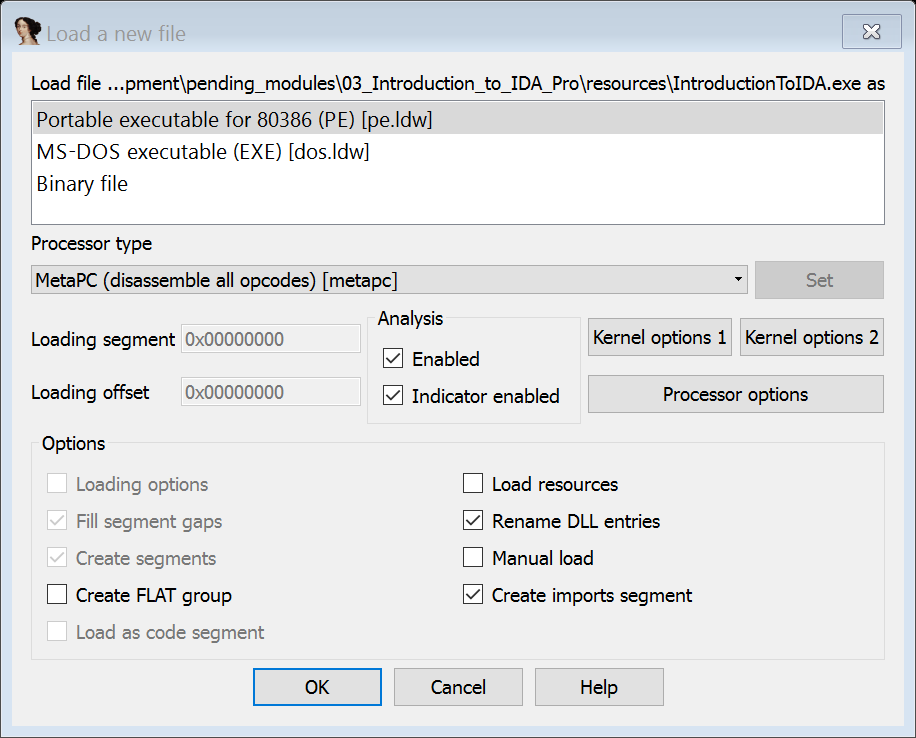 Load a new file
Load file ...pment\pending_modules\03_Introduction_to_IDA_Pro\resources\IntroductionToIDA.exe as
Portable executable for 80386 (PE) [pe.ldw]
MS-DOS executable (EXE) [dos.ldw]
Binary file
Processor type
MetaPC (disassemble all opcodes) [metapc]
Set
Loading segment 0x00000000
Loading offset 0x00000000
Analysis
Enabled
Indicator enabled
Kernel options 1
Kernel options 2
Processor options
Options
Loading options
Fill segment gaps
Create segments
Create FLAT group
Load as code segment
Load resources
Rename DLL entries
Manual load
Create imports segment
OK
Cancel
Help